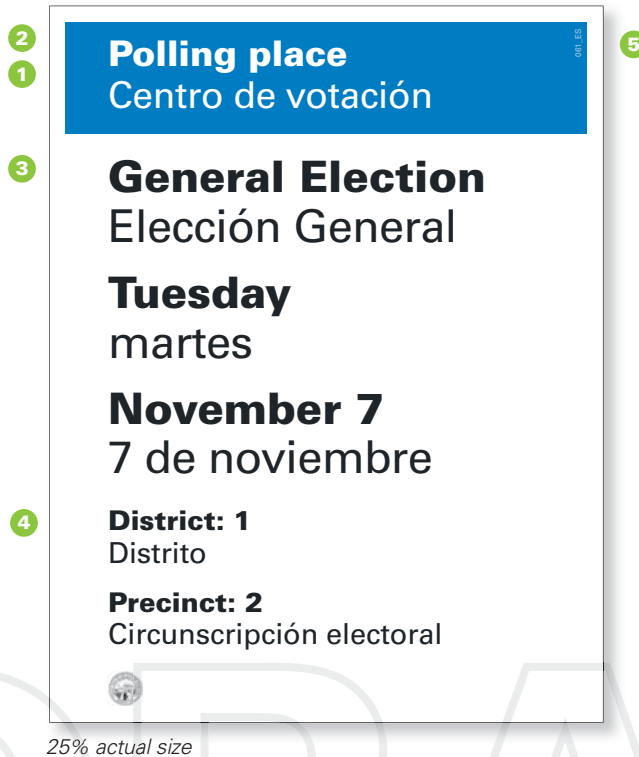 2
1
Polling place
Centro de votación
061_ES
5
3
General Election
Elección General
Tuesday
martes
November 7
7 de noviembre
4
District: 1
Distrito
Precinct: 2
Circunscripción electoral
25% actual size